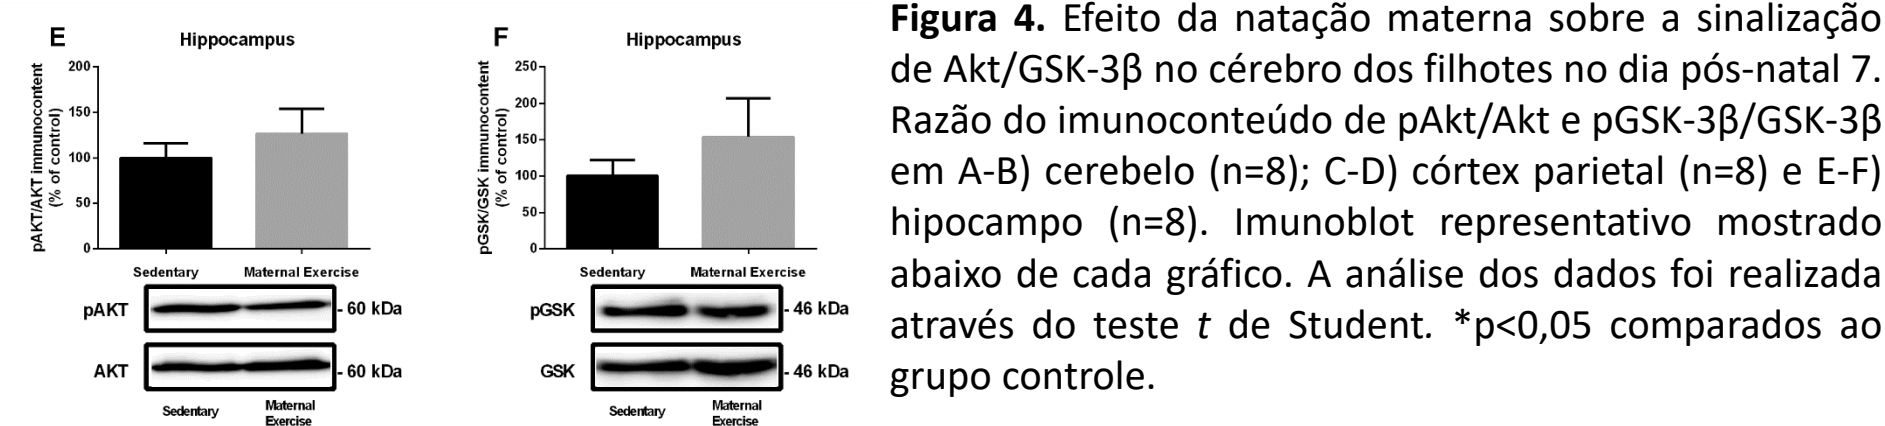 E
Hippocampus
pAKT/AKT immunocontent
(% of control)
200
150
100
50
0
Sedentary
Maternal Exercise
pAKT
- 60 kDa
AKT
- 60 kDa
Sedentary
Maternal
Exercise
F
Hippocampus
pGSK/GSK immunocontent
(% of control)
250
200
150
100
50
0
Sedentary
Maternal Exercise
pGSK
- 46 kDa
GSK
- 46 kDa
Sedentary
Maternal
Exercise
Figura 4. Efeito da natação materna sobre a sinalização
de Akt/GSK-3β no cérebro dos filhotes no dia pós-natal 7.
Razão do imunoconteúdo de pAkt/Akt e pGSK-3β/GSK-3β
em A-B) cerebelo (n=8); C-D) córtex parietal (n=8) e E-F)
hipocampo (n=8). Imunoblot representativo mostrado
abaixo de cada gráfico. A análise dos dados foi realizada
através do teste t de Student. *p<0,05 comparados ao
grupo controle.